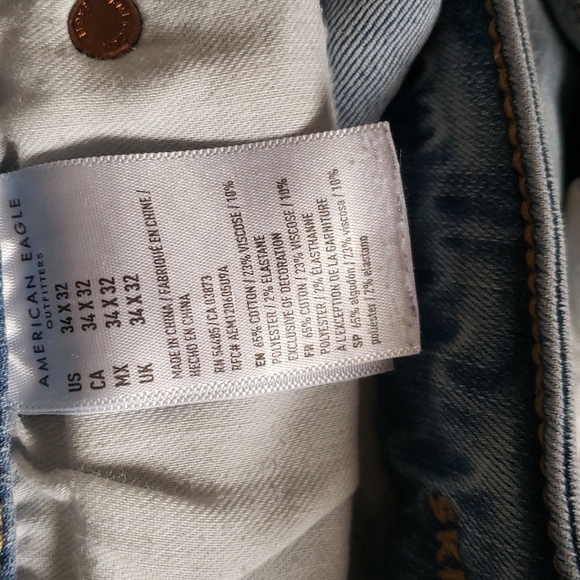 AMERICAN EAGLE
OUTFITTERS
US 34 X 32
CA 34 X 32
MX 34 X 32
UK 34 X 32
MADE IN CHINA / FABRIQUÉ EN CHINE /
HECHO EN CHINA
RN 54485/CA 03873
RFC# AEM120605UYA
EN 65% COTTON / 23% VISCOSE / 10%
POLYESTER / 2% ELASTANE
EXCLUSIVE OF DECORATION
FR 65% COTON / 23% VISCOSE / 10%
POLYESTER / 2% ÉLASTHANNE
À L'EXCEPTION DE LA GARNITURE
SP 65% algodón / 23% viscosa / 10%
poliéster / 2% elastano